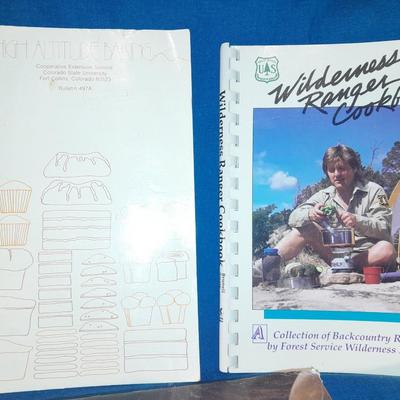 HIGH ALTITUDE BAKING
Cooperative Extension Service
Colorado State University
Fort Collins, Colorado 80523
Bulletin 497A
Wilderness Ranger Cookbook
US
Wilderness
Ranger
Cookb
A Collection of Backcountry R
by Forest Service Wilderness